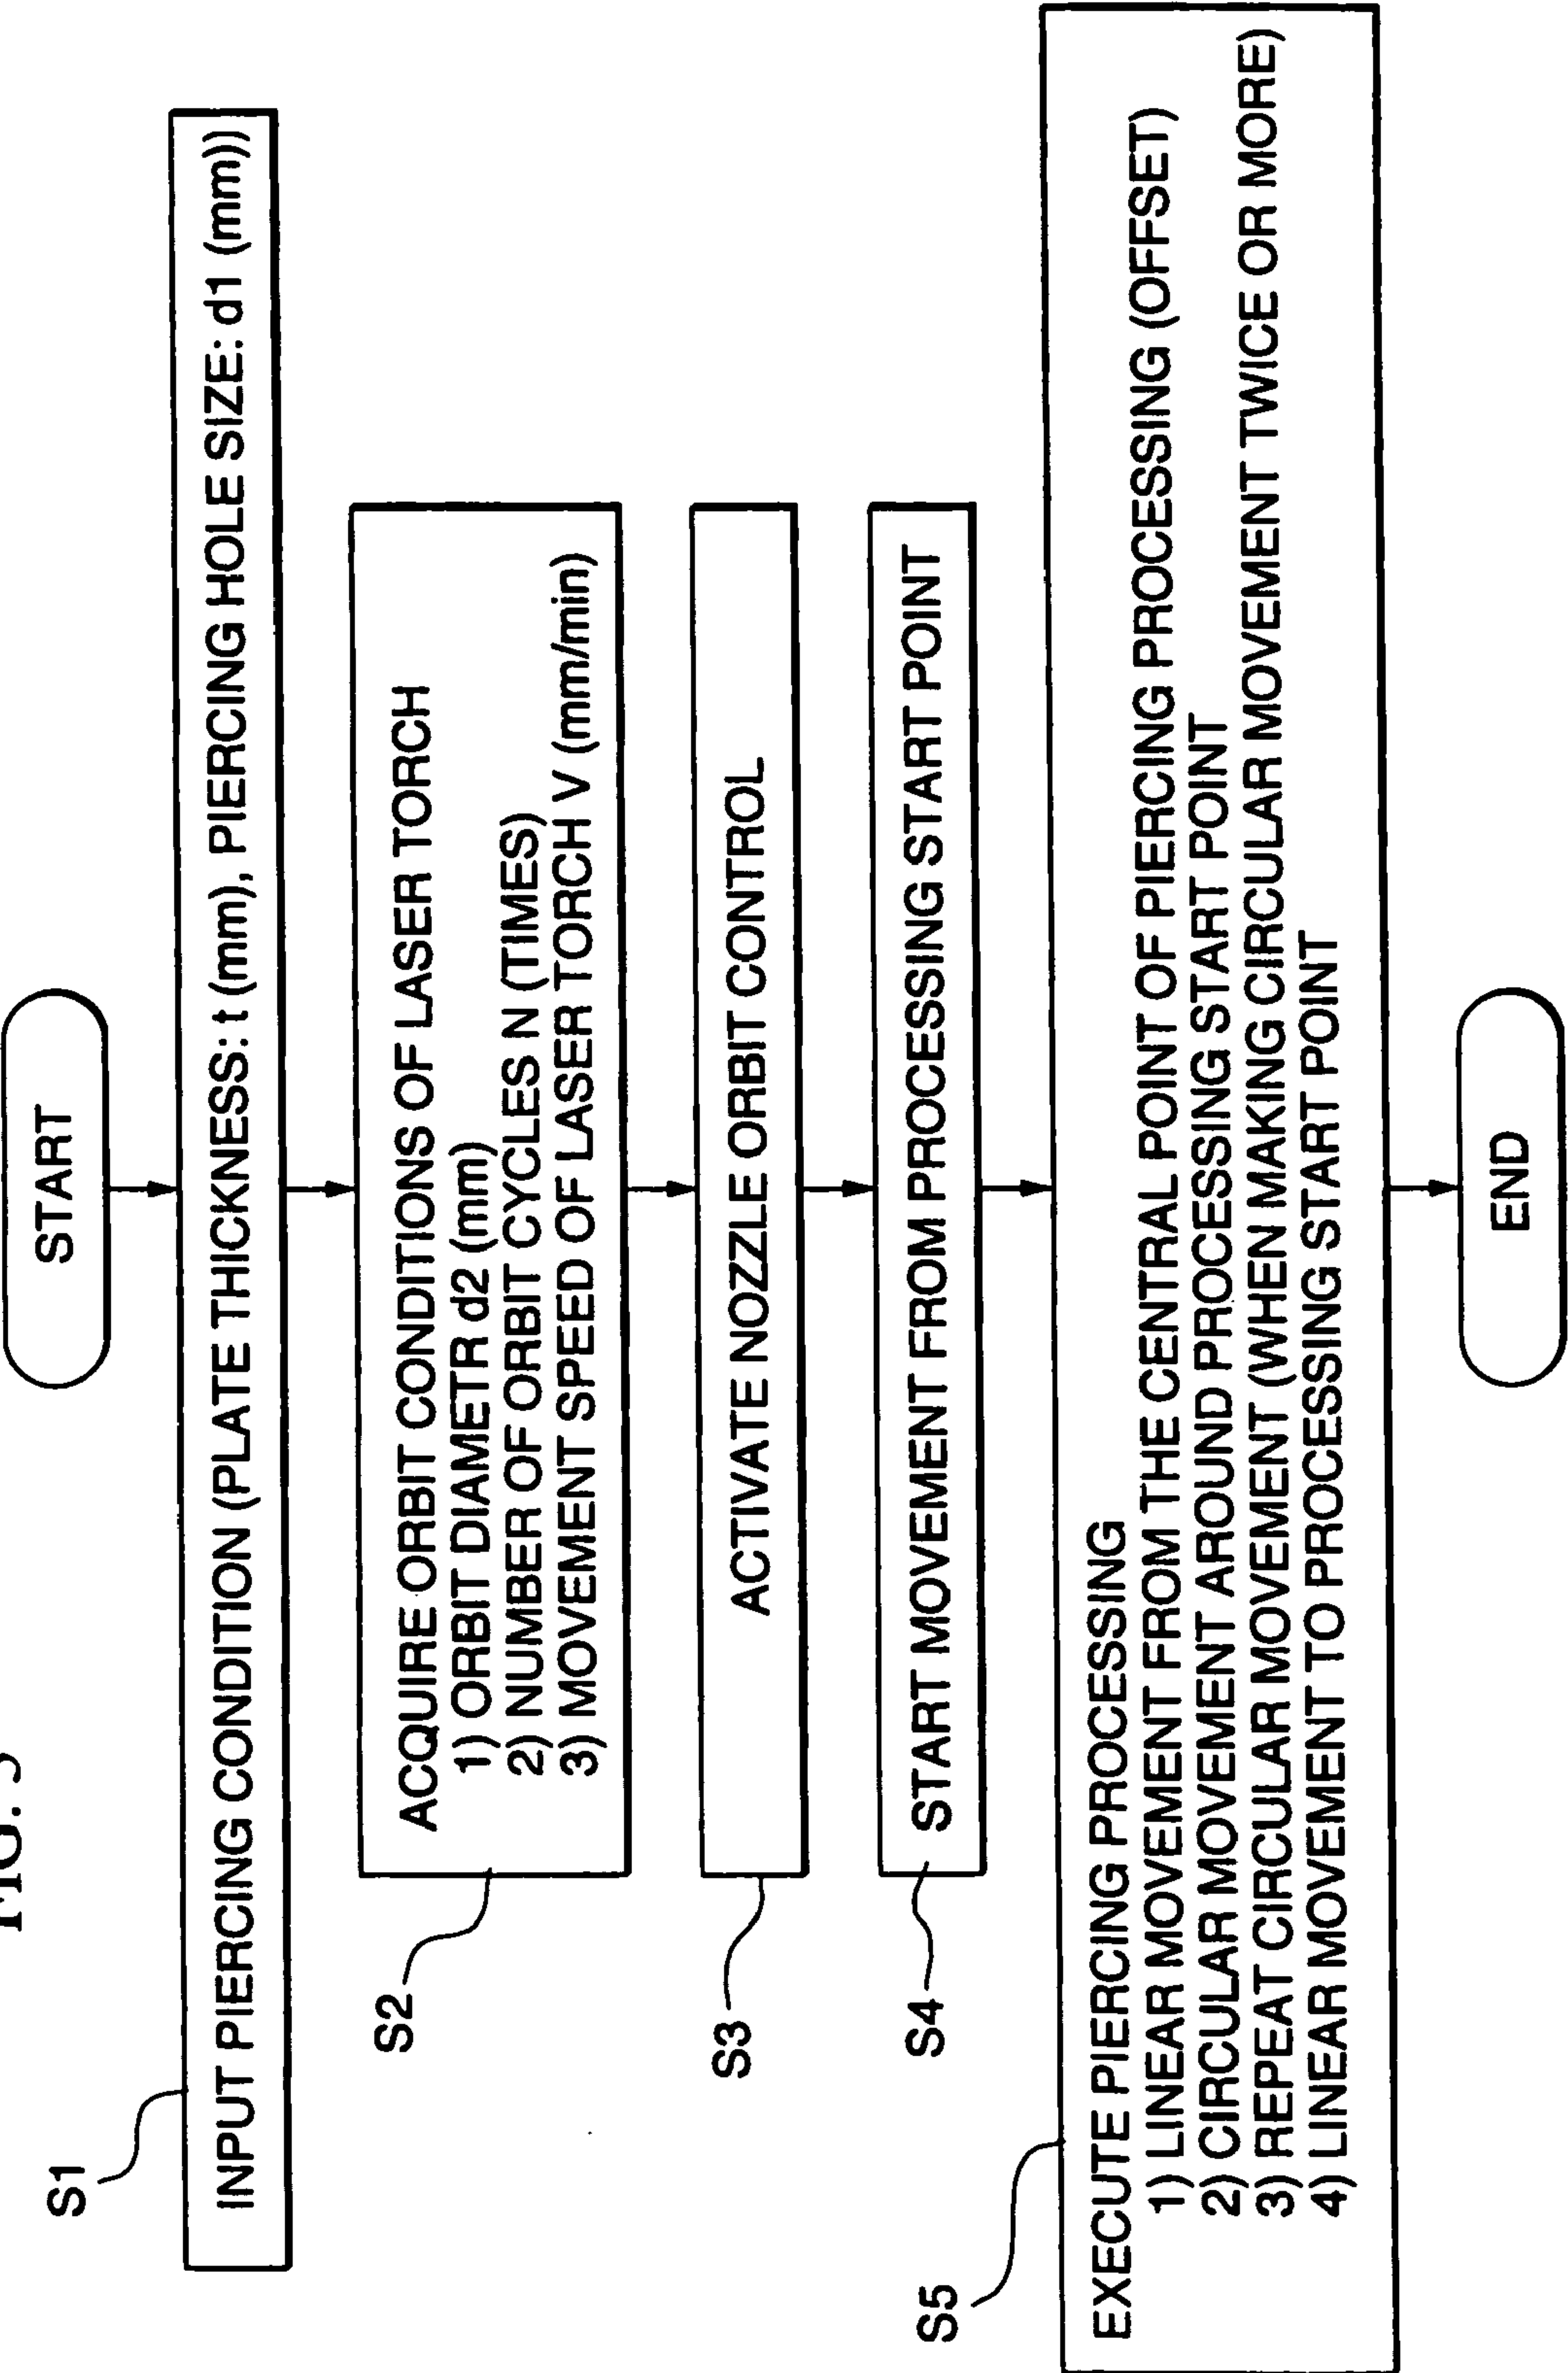 START
S1
INPUT PIERCING CONDITION (PLATE THICKNESS: t (mm), PIERCING HOLE SIZE: d1 (mm))
S2
ACQUIRE ORBIT CONDITIONS OF LASER TORCH
1) ORBIT DIAMETR d2 (mm)
2) NUMBER OF ORBIT CYCLES N (TIMES)
3) MOVEMENT SPEED OF LASER TORCH V (mm/min)
S3
ACTIVATE NOZZLE ORBIT CONTROL
S4
START MOVEMENT FROM PROCESSING START POINT
S5
EXECUTE PIERCING PROCESSING
1) LINEAR MOVEMENT FROM THE CENTRAL POINT OF PIERCING PROCESSING (OFFSET)
2) CIRCULAR MOVEMENT AROUND PROCESSING START POINT
3) REPEAT CIRCULAR MOVEMENT (WHEN MAKING CIRCULAR MOVEMENT TWICE OR MORE)
4) LINEAR MOVEMENT TO PROCESSING START POINT
END